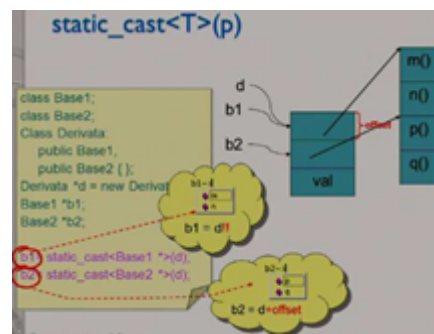 static_cast<T>(p)
class Base1;
class Base2;
Class Derivata:
public Base1,
public Base2 { };
Derivata *d = new Derivat
Base1 *b1;
Base2 *b2;
b1= static_cast<Base1 *>(d);
b2= static_cast<Base2 *>(d);
b1 = d!!
b2 = d+offset
d
b1
b2
offset
val
m()
n()
p()
q()